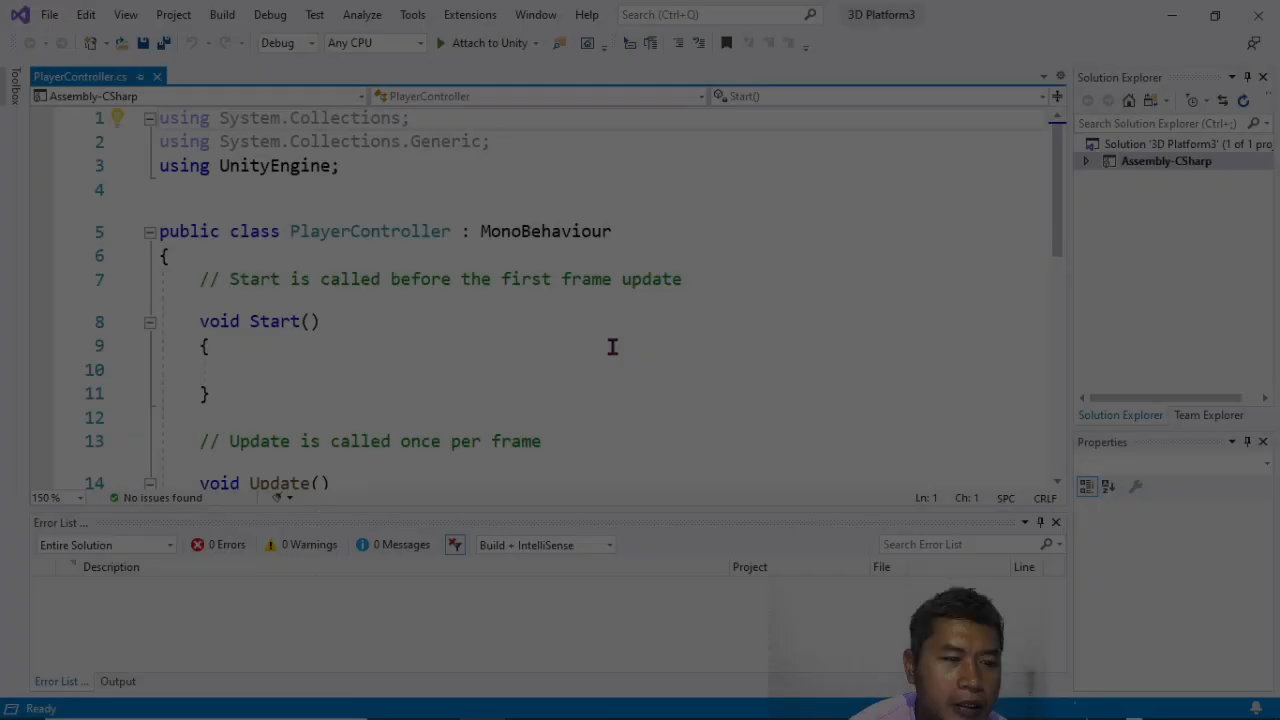 File Edit View Project Build Debug Test Analyze Tools Extensions Window Help Search (Ctrl+Q) 3D Platform3
Debug Any CPU Attach to Unity
Toolbox
PlayerController.cs
Assembly-CSharp PlayerController Start()
1 using System.Collections;
2 using System.Collections.Generic;
3 using UnityEngine;
4
5 public class PlayerController : MonoBehaviour
6 {
7 // Start is called before the first frame update
8 void Start()
9 {
10
11 }
12
13 // Update is called once per frame
14 void Update()
150 % No issues found Ln: 1 Ch: 1 SPC CRLF
Error List ...
Entire Solution 0 Errors 0 Warnings 0 Messages Build + IntelliSense Search Error List
Description Project File Line
Error List ... Output
Ready
Solution Explorer
Search Solution Explorer (Ctrl+;)
Solution '3D Platform3' (1 of 1 pro
Assembly-CSharp
Solution Explorer Team Explorer
Properties